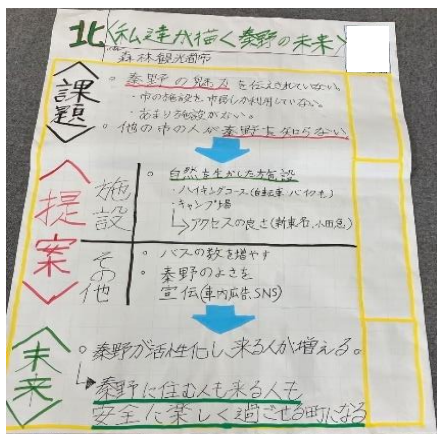 北〈私達が描く秦野の未来〉
森林観光都市
〈課題〉
。秦野の魅力を伝えきれていない。
・市の施設を市民しか利用していない。
・あまり施設がない。
。他の市の人が秦野を知らない
〈提案〉
施設
。自然を生かした施設
・ハイキングコース(自転車、バイクも)
・キャンプ場
↳アクセスの良さ(新東名、小田急)
その他
。バスの数を増やす
。秦野のよさを
宣伝(車内広告、SNS)
〈未来〉
。秦野が活性化し、来る人が増える。
↳秦野に住む人も来る人も
安全に楽しく過ごせる町になる